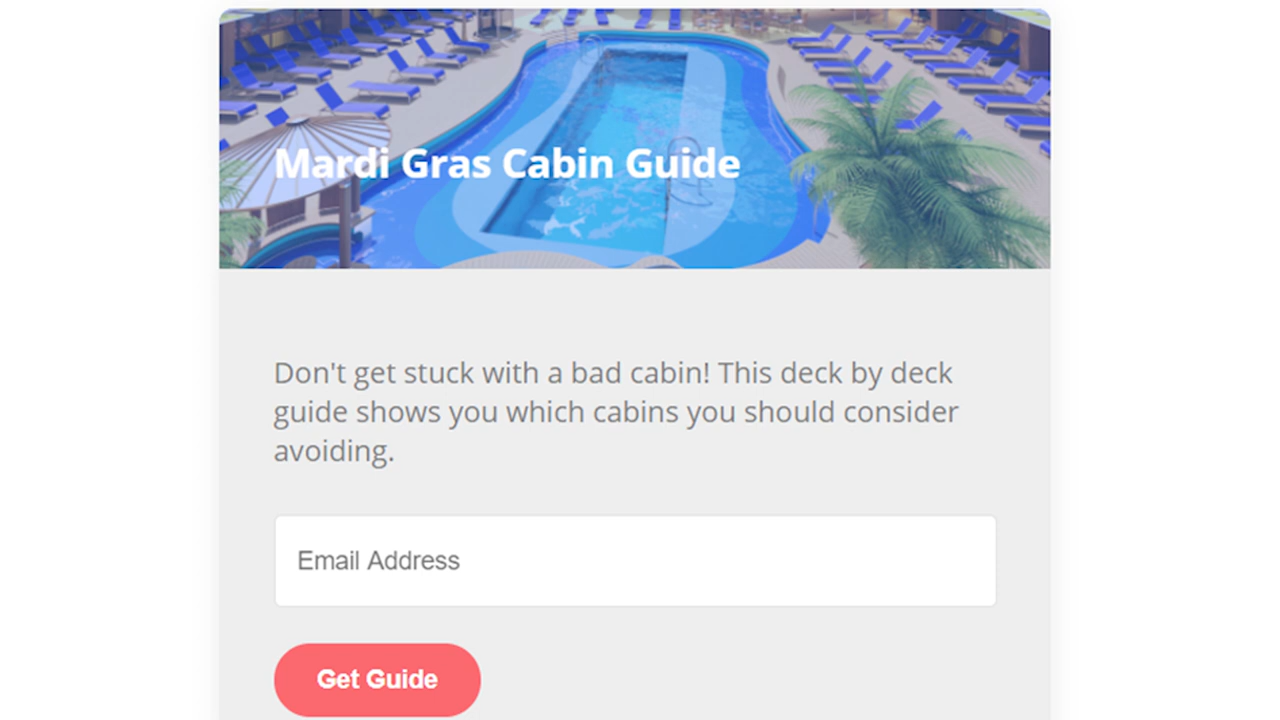 Mardi Gras Cabin Guide
Don't get stuck with a bad cabin! This deck by deck
guide shows you which cabins you should consider
avoiding.
Email Address
Get Guide